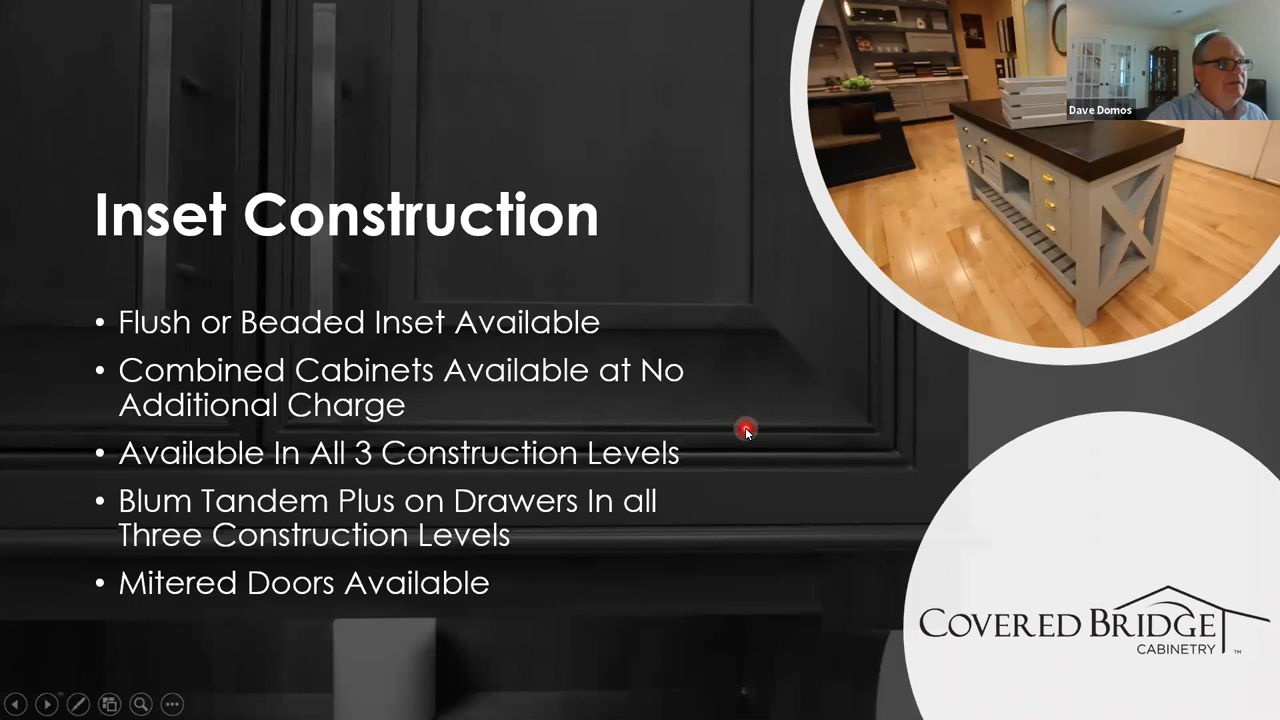 Dave Domos
Inset Construction
• Flush or Beaded Inset Available
• Combined Cabinets Available at No
Additional Charge
• Available In All 3 Construction Levels
• Blum Tandem Plus on Drawers In all
Three Construction Levels
• Mitered Doors Available
COVERED BRIDGE
CABINETRY ™